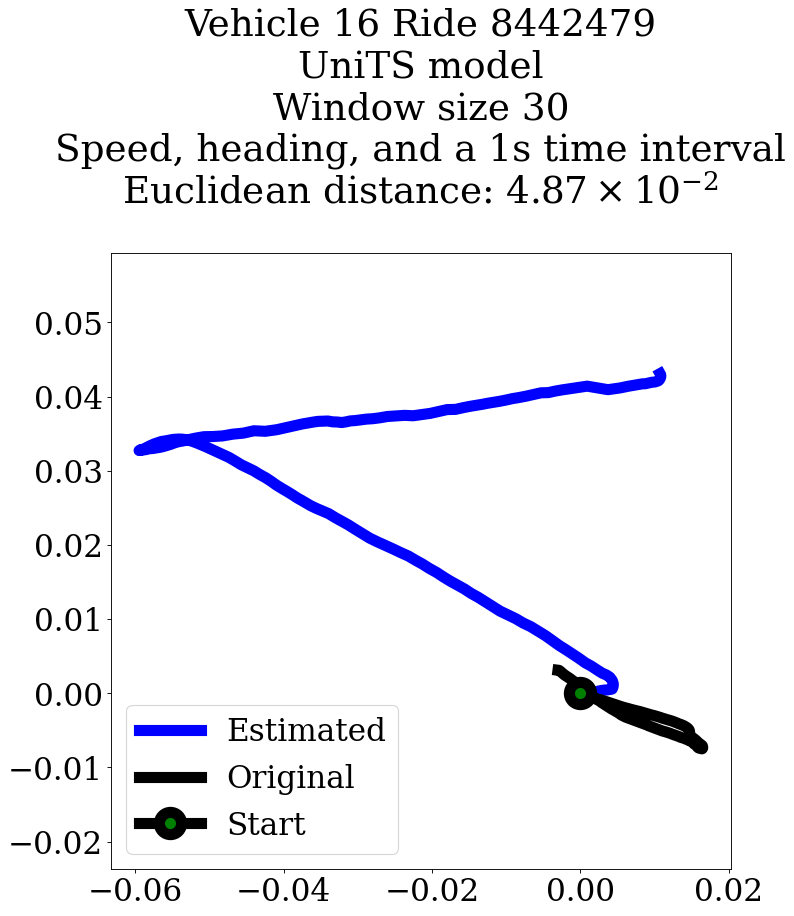 Vehicle 16 Ride 8442479
UniTS model
Window size 30
Speed, heading, and a 1s time interval
Euclidean distance: 4.87 × 10⁻²
0.05
0.04
0.03
0.02
0.01
0.00
−0.01
−0.02
Estimated
Original
Start
−0.06 −0.04 −0.02 0.00 0.02